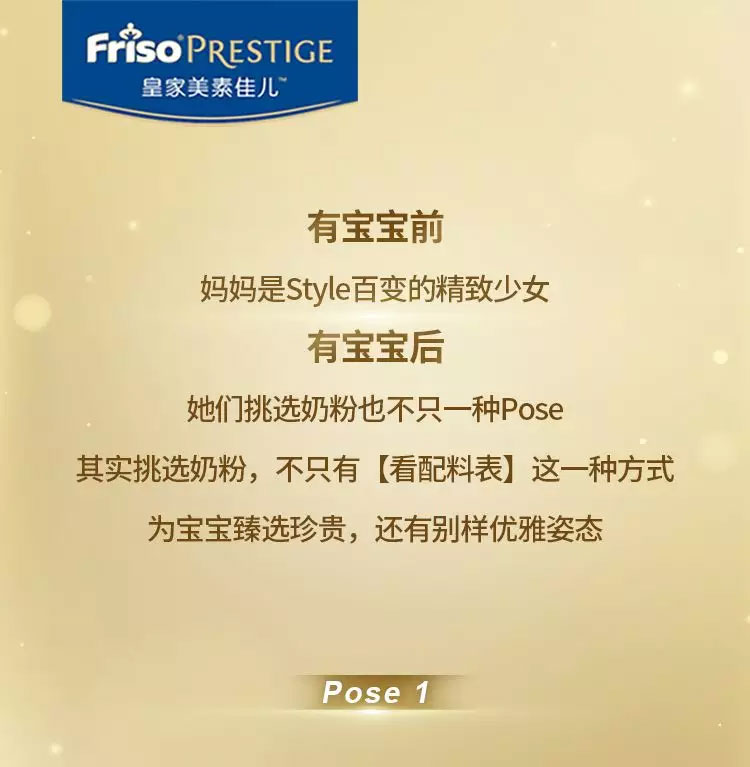 Friso® PRESTIGE
皇家美素佳儿™
有宝宝前
妈妈是Style百变的精致少女
有宝宝后
她们挑选奶粉也不只一种Pose
其实挑选奶粉，不只有【看配料表】这一种方式
为宝宝臻选珍贵，还有别样优雅姿态
Pose 1